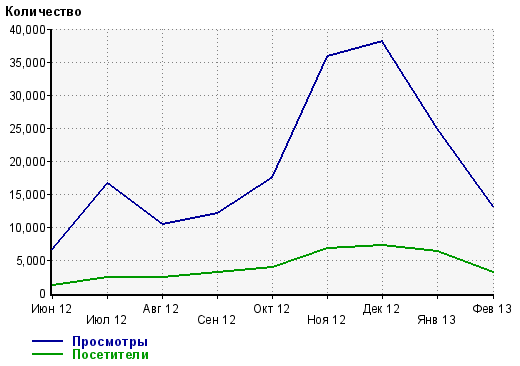 Количество
40,000
35,000
30,000
25,000
20,000
15,000
10,000
5,000
0
Июн 12 Авг 12 Окт 12 Дек 12 Фев 13
Июл 12 Сен 12 Ноя 12 Янв 13
Просмотры
Посетители